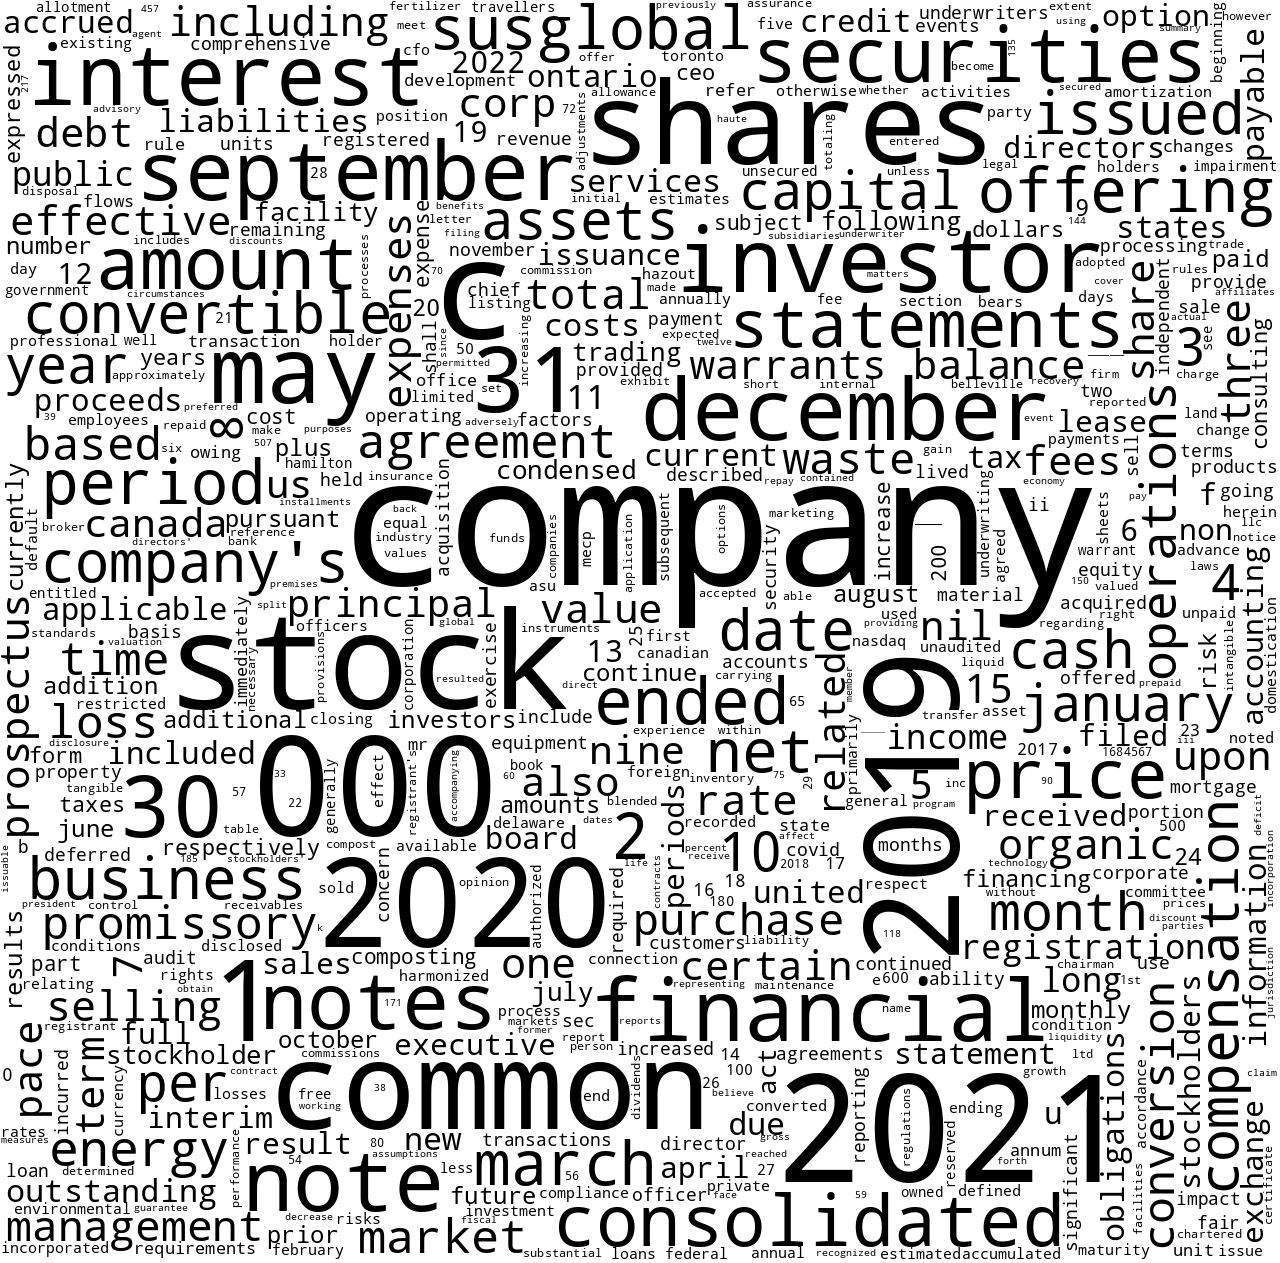 allotment 457 fertilizer travellers previously assurance extent
accrued including susglobal five credit underwriters option however
existing agent meet events using summary
comprehensive cfo offer toronto securities 135 beginning
expressed 217 interest 2022 ontario ceo become payable
development
advisory corp 72 allowance refer otherwise whether activities secured amortization
debt liabilities position 19 revenue adjustments shares haute totaling party issued
rule units registered entered directors changes
public september 28 services unsecured unless legal holders impairment
disposal flows initial estimates capital offering
effective facility expenses expense benefits assets subject following 9 144 states
number remaining letter filing subsidiaries underwriter dollars
includes discounts processes november issuance investor processing trade
day 12 amount 70 commission hazout matters adopted rules paid
government circumstances c chief listing total made annually cover provide affiliates
convertible 21 20 costs payment fee section bears days share independent sale
professional well transaction holder shall since increasing expected twelve statements actual see
year years may permitted 50 31 trading warrants balance firm 3 three consulting
approximately office set provided exhibit short internal belleville recovery two charge
proceeds preferred cost limited 11 december event reported
39 employees repaid 8 make purposes operating adversely factors lease land change
based six owing 507 plus agreement current waste gain lived tax fees payments sell terms
hamilton condensed described repay contained economy operations products
period us held installments insurance company ii f going herein
currently default broker canada pursuant back equal acquisition marketing increase sheets pay 6 non llc
directors' reference bank industry values funds companies mecp application subsequent options security 200 underwriting agreed warrant advance notice
company's premises asu accepted able equity 150 valued laws
entitled applicable split principal value august material acquired 4
standards basis valuation immediately necessary officers provisions global corporation exercise instruments 25 first date used nil regarding right unpaid
time stock 13 canadian providing nasdaq unaudited risk intangible accounting
addition restricted resulted continue direct accounts carrying related member liquid cash offered prepaid domestication
prospectus loss additional closing investors include ended 65 2019 15 asset january
form disclosure included mr equipment experience within transfer income 2017 filed 23 iii noted
property tangible 33 000 effect registrant's accompanying book 60 also nine net primarily 1684567 upon
taxes 30 57 22 generally amounts foreign inventory 75 29 general 5 inc program price 90 mortgage
june table compost delaware blended rate received portion deficit
b respectively available board dates 2 periods recorded state affect months organic 500
issuable deferred 185 stockholders' concern life percent receive 10 covid 2018 17 technology 24 incorporation
business sold 2020 opinion authorized required contracts 16 18 180 united respect financing corporate compensation information
president control receivables without committee
promissory k purchase 118 month prices discount parties
results conditions disclosed customers liability registration
part 7 audit sales composting one connection certain continued chairman use
relating rights obtain harmonized representing maintenance e 600 ability long 1st jurisdiction
selling 1 notes 171 process july financial name monthly
registrant full october markets former sec reports condition liquidity
pace stockholder commissions executive report person increased 14 agreements statement ltd conversion stockholders
0 incurred term currency per contract losses free working common 38 end dividends 100 26 believe act growth claim
rates interim converted 2021 reporting regulations ending u obligations accordance
measures energy result 80 new transactions director due gross reserved annum
loan determined performance 54 assumptions less march 56 april reached 27 forth significant exchange
outstanding note future compliance officer private face 59 owned defined facilities impact certificate
environmental guarantee decrease risks investment fair
management prior market fiscal consolidated chartered
incorporated requirements february substantial loans federal annual recognized estimated accumulated maturity unit issue